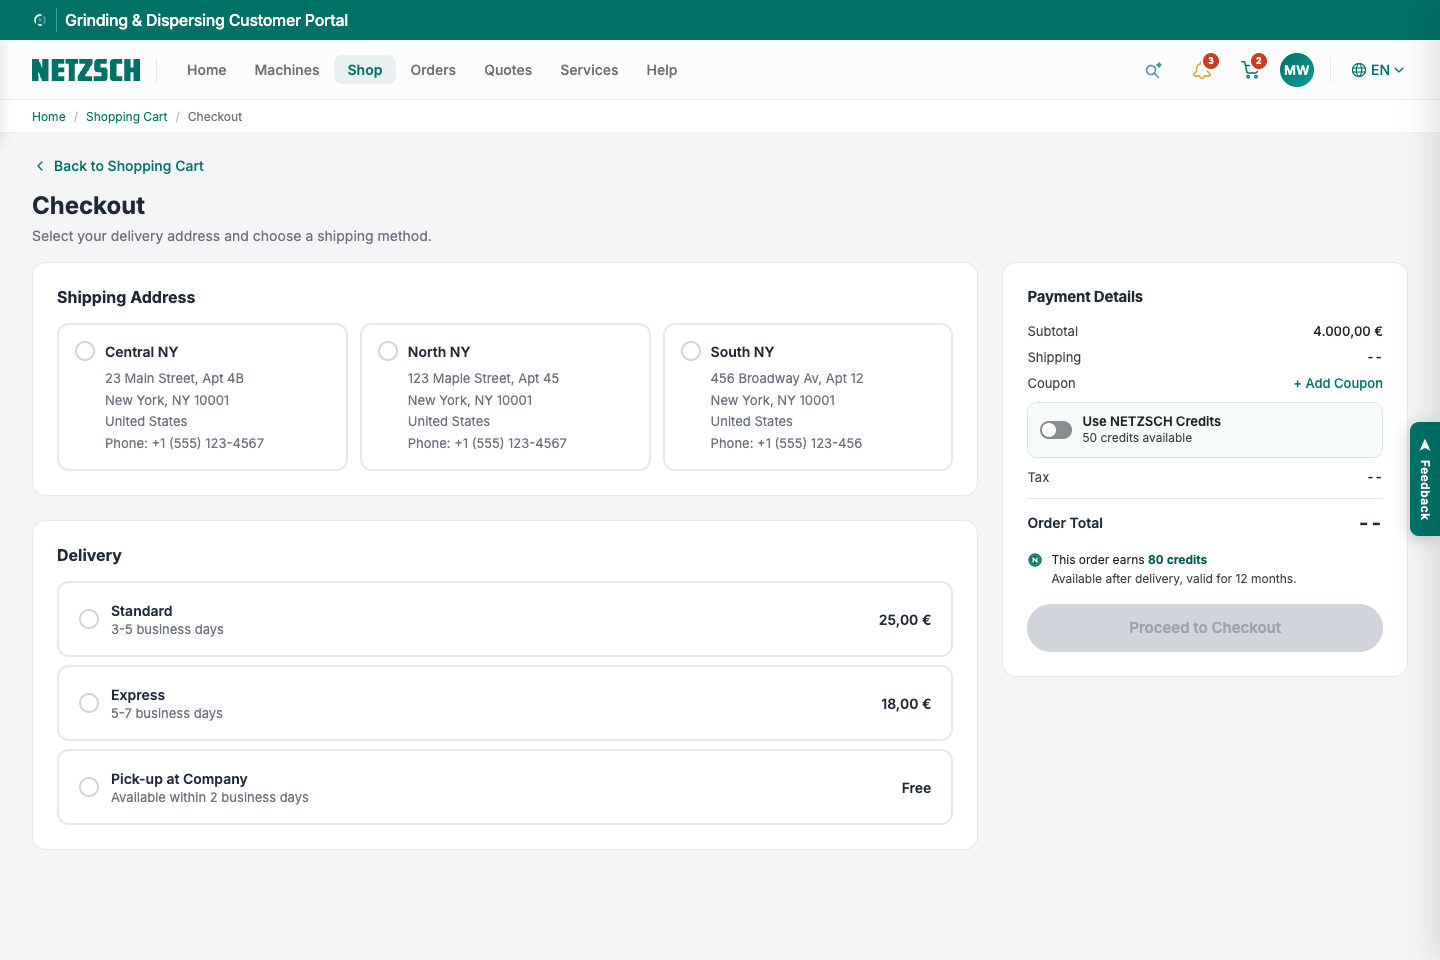 Grinding & Dispersing Customer Portal
NETZSCH
Home
Machines
Shop
Orders
Quotes
Services
Help
3
2
MW
EN
Home / Shopping Cart / Checkout
Back to Shopping Cart
Checkout
Select your delivery address and choose a shipping method.
Shipping Address
Central NY
23 Main Street, Apt 4B
New York, NY 10001
United States
Phone: +1 (555) 123-4567
North NY
123 Maple Street, Apt 45
New York, NY 10001
United States
Phone: +1 (555) 123-4567
South NY
456 Broadway Av, Apt 12
New York, NY 10001
United States
Phone: +1 (555) 123-456
Delivery
Standard
3-5 business days
25,00 €
Express
5-7 business days
18,00 €
Pick-up at Company
Available within 2 business days
Free
Payment Details
Subtotal 4.000,00 €
Shipping --
Coupon + Add Coupon
Use NETZSCH Credits
50 credits available
Tax --
Order Total --
N This order earns 80 credits
Available after delivery, valid for 12 months.
Proceed to Checkout
Feedback